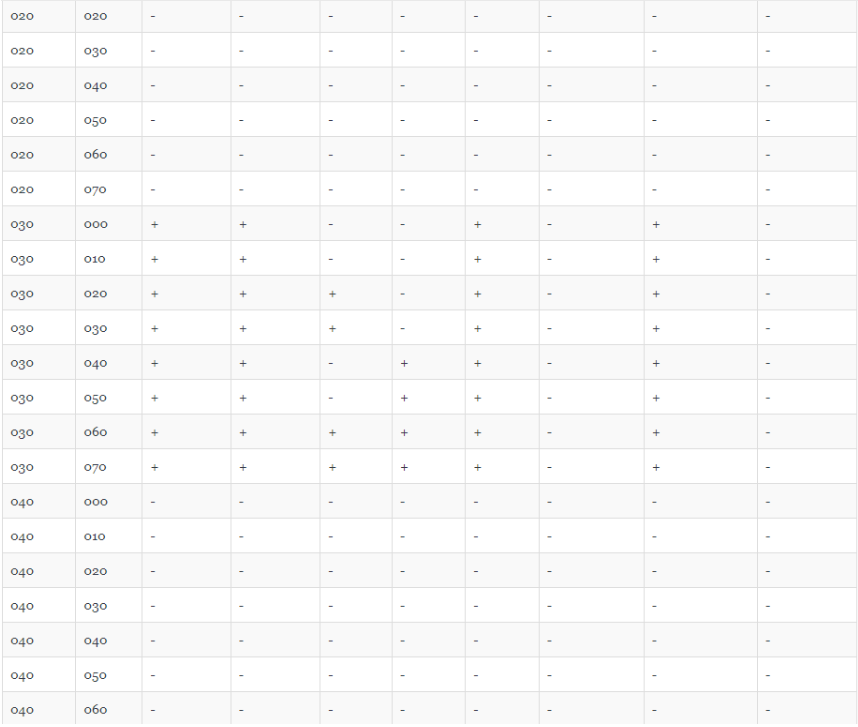 020 020 - - - - - - - -
020 030 - - - - - - - -
020 040 - - - - - - - -
020 050 - - - - - - - -
020 060 - - - - - - - -
020 070 - - - - - - - -
030 000 + + - - + - + -
030 010 + + - - + - + -
030 020 + + + - + - + -
030 030 + + + - + - + -
030 040 + + - + + - + -
030 050 + + - + + - + -
030 060 + + + + + - + -
030 070 + + + + + - + -
040 000 - - - - - - - -
040 010 - - - - - - - -
040 020 - - - - - - - -
040 030 - - - - - - - -
040 040 - - - - - - - -
040 050 - - - - - - - -
040 060 - - - - - - - -